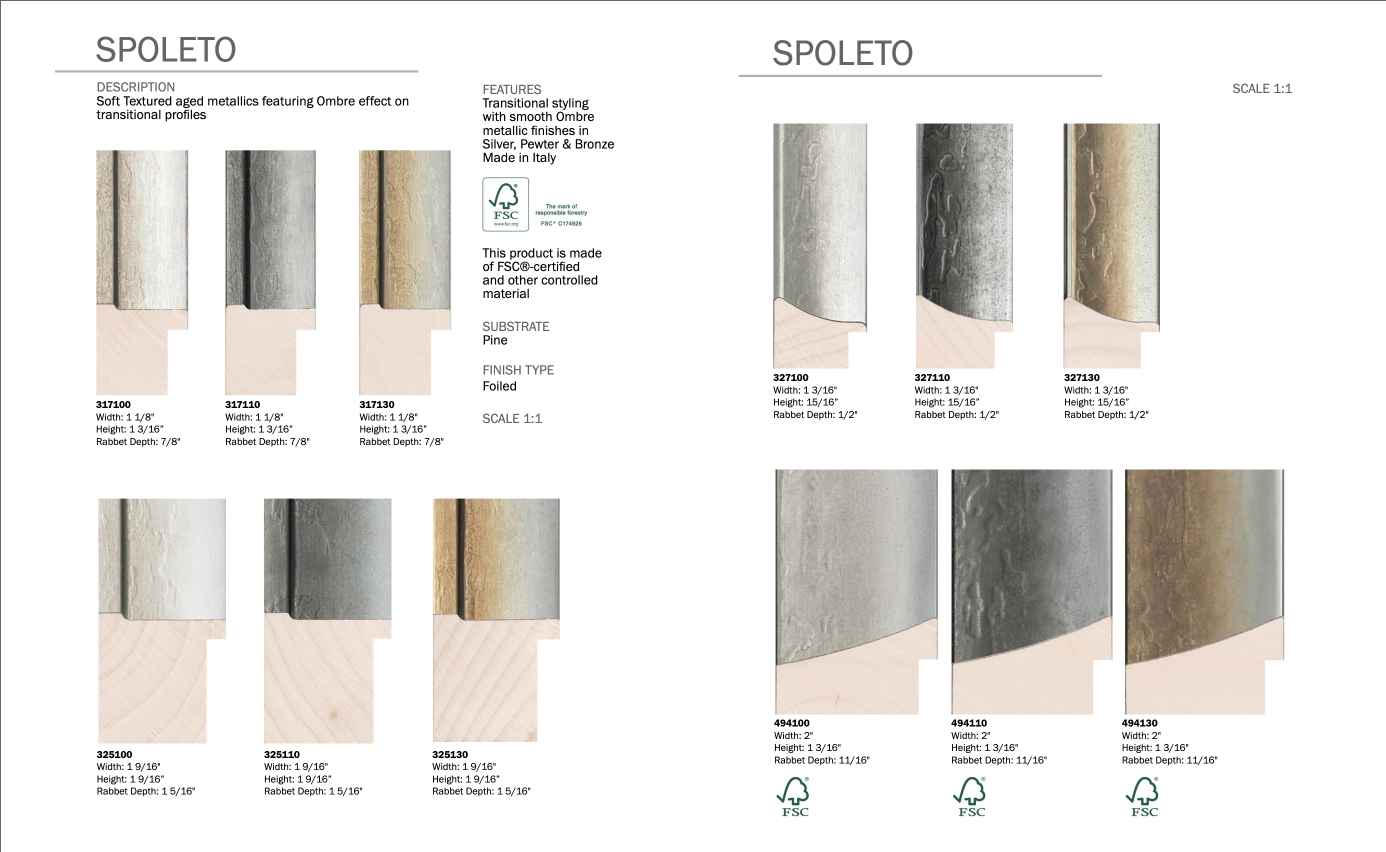 SPOLETO
DESCRIPTION
Soft Textured aged metallics featuring Ombre effect on
transitional profiles
FEATURES
Transitional styling
with smooth Ombre
metallic finishes in
Silver, Pewter & Bronze
Made in Italy
FSC
www.fsc.org
The mark of
responsible forestry
FSC® C174926
This product is made
of FSC®-certified
and other controlled
material
SUBSTRATE
Pine
FINISH TYPE
Foiled
SCALE 1:1
317100
Width: 1 1/8"
Height: 1 3/16"
Rabbet Depth: 7/8"
317110
Width: 1 1/8"
Height: 1 3/16"
Rabbet Depth: 7/8"
317130
Width: 1 1/8"
Height: 1 3/16"
Rabbet Depth: 7/8"
325100
Width: 1 9/16"
Height: 1 9/16"
Rabbet Depth: 1 5/16"
325110
Width: 1 9/16"
Height: 1 9/16"
Rabbet Depth: 1 5/16"
325130
Width: 1 9/16"
Height: 1 9/16"
Rabbet Depth: 1 5/16"
SPOLETO
SCALE 1:1
327100
Width: 1 3/16"
Height: 15/16"
Rabbet Depth: 1/2"
327110
Width: 1 3/16"
Height: 15/16"
Rabbet Depth: 1/2"
327130
Width: 1 3/16"
Height: 15/16"
Rabbet Depth: 1/2"
494100
Width: 2"
Height: 1 3/16"
Rabbet Depth: 11/16"
FSC
494110
Width: 2"
Height: 1 3/16"
Rabbet Depth: 11/16"
FSC
494130
Width: 2"
Height: 1 3/16"
Rabbet Depth: 11/16"
FSC